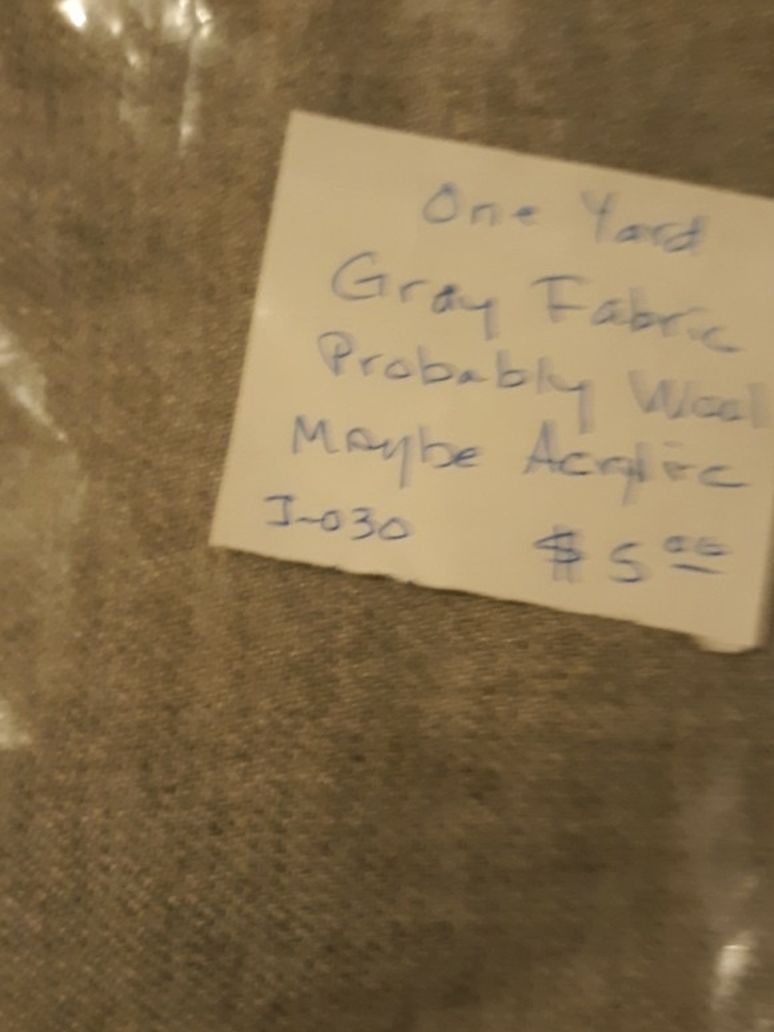 One Yard
Gray Fabric
Probably Wool
Maybe Acrylic
J-030 $5.00